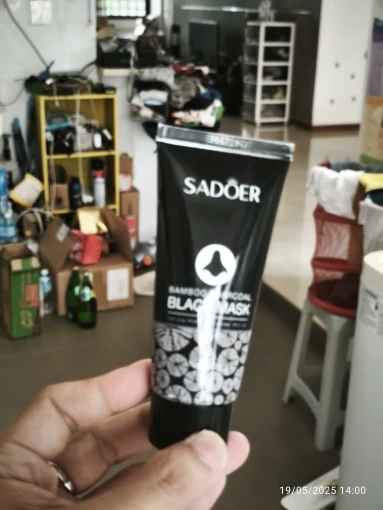 SADOER
BAMBOO CHARCOAL
BLACK MASK
19/05/2025 14:00